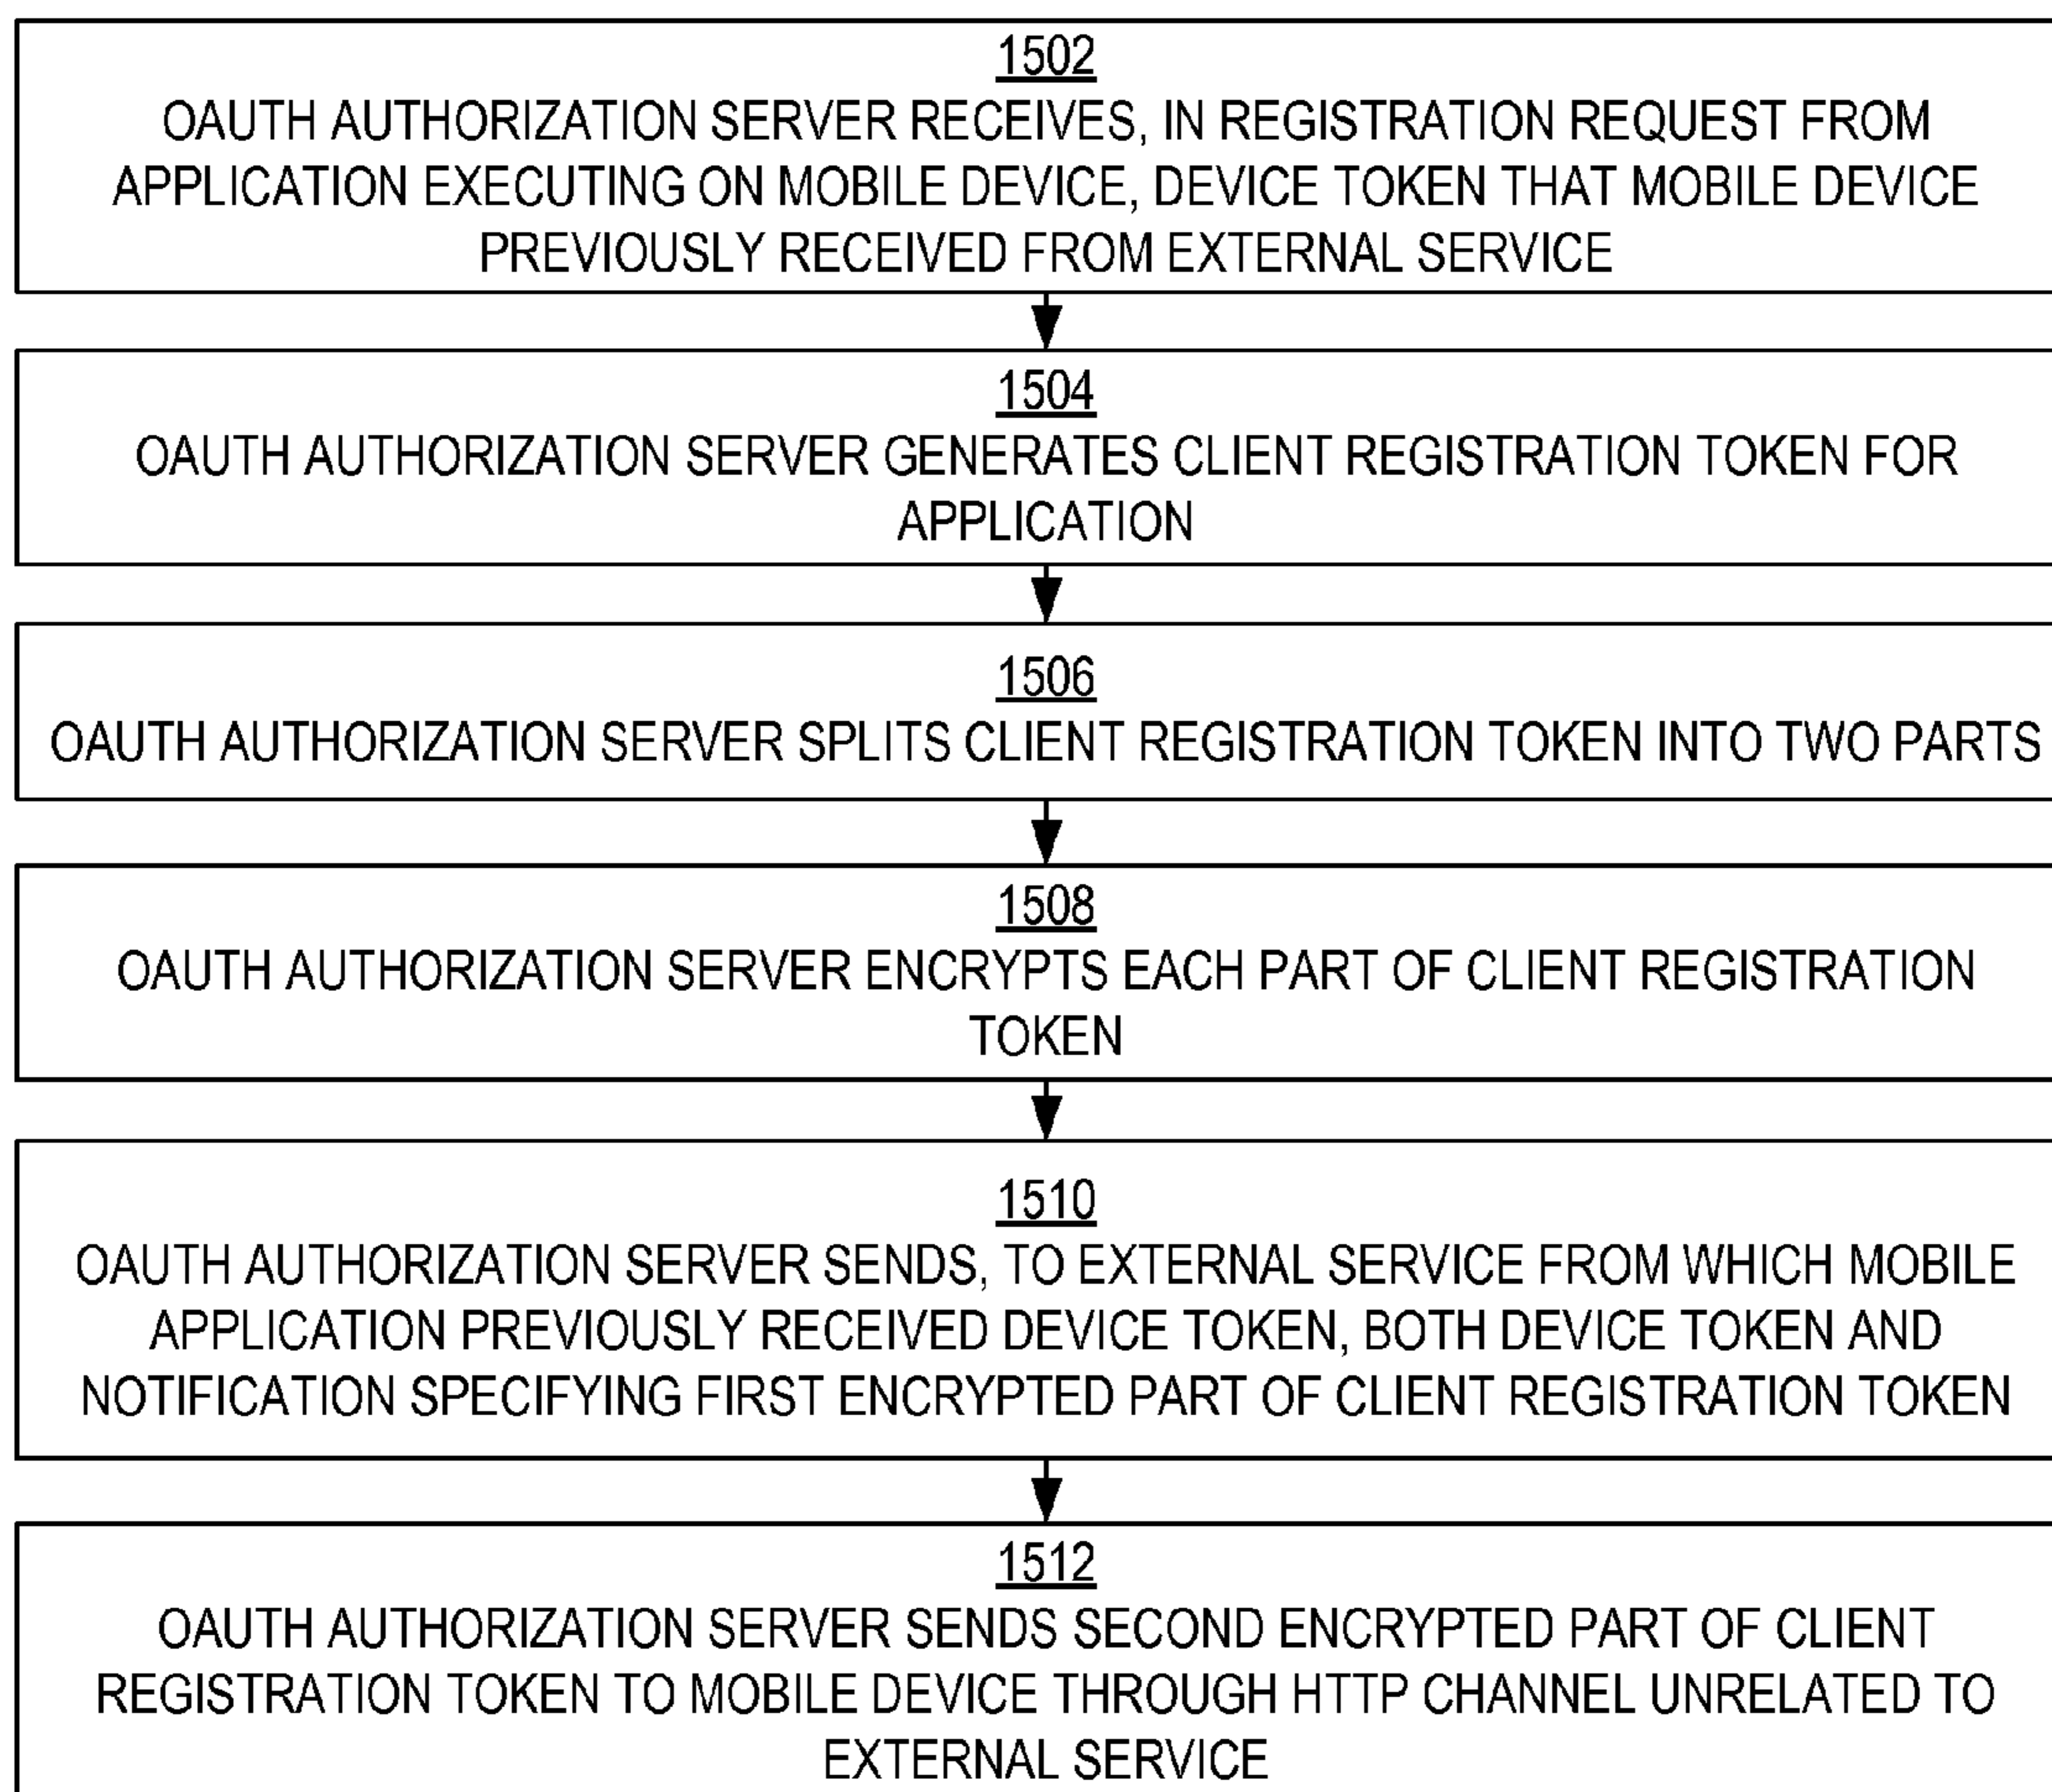 1502
OAUTH AUTHORIZATION SERVER RECEIVES, IN REGISTRATION REQUEST FROM
APPLICATION EXECUTING ON MOBILE DEVICE, DEVICE TOKEN THAT MOBILE DEVICE
PREVIOUSLY RECEIVED FROM EXTERNAL SERVICE
1504
OAUTH AUTHORIZATION SERVER GENERATES CLIENT REGISTRATION TOKEN FOR
APPLICATION
1506
OAUTH AUTHORIZATION SERVER SPLITS CLIENT REGISTRATION TOKEN INTO TWO PARTS
1508
OAUTH AUTHORIZATION SERVER ENCRYPTS EACH PART OF CLIENT REGISTRATION
TOKEN
1510
OAUTH AUTHORIZATION SERVER SENDS, TO EXTERNAL SERVICE FROM WHICH MOBILE
APPLICATION PREVIOUSLY RECEIVED DEVICE TOKEN, BOTH DEVICE TOKEN AND
NOTIFICATION SPECIFYING FIRST ENCRYPTED PART OF CLIENT REGISTRATION TOKEN
1512
OAUTH AUTHORIZATION SERVER SENDS SECOND ENCRYPTED PART OF CLIENT
REGISTRATION TOKEN TO MOBILE DEVICE THROUGH HTTP CHANNEL UNRELATED TO
EXTERNAL SERVICE